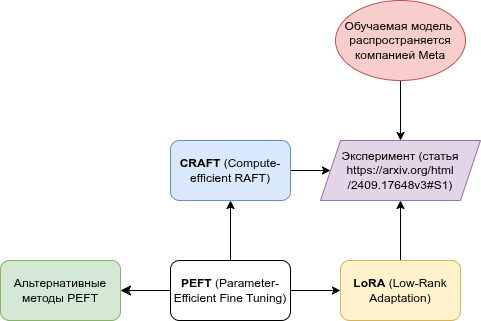 Обучаемая модель
распространяется
компанией Meta
CRAFT (Compute-
efficient RAFT)
Эксперимент (статья
https://arxiv.org/html
/2409.17648v3#S1)
Альтернативные
методы PEFT
PEFT (Parameter-
Efficient Fine Tuning)
LoRA (Low-Rank
Adaptation)